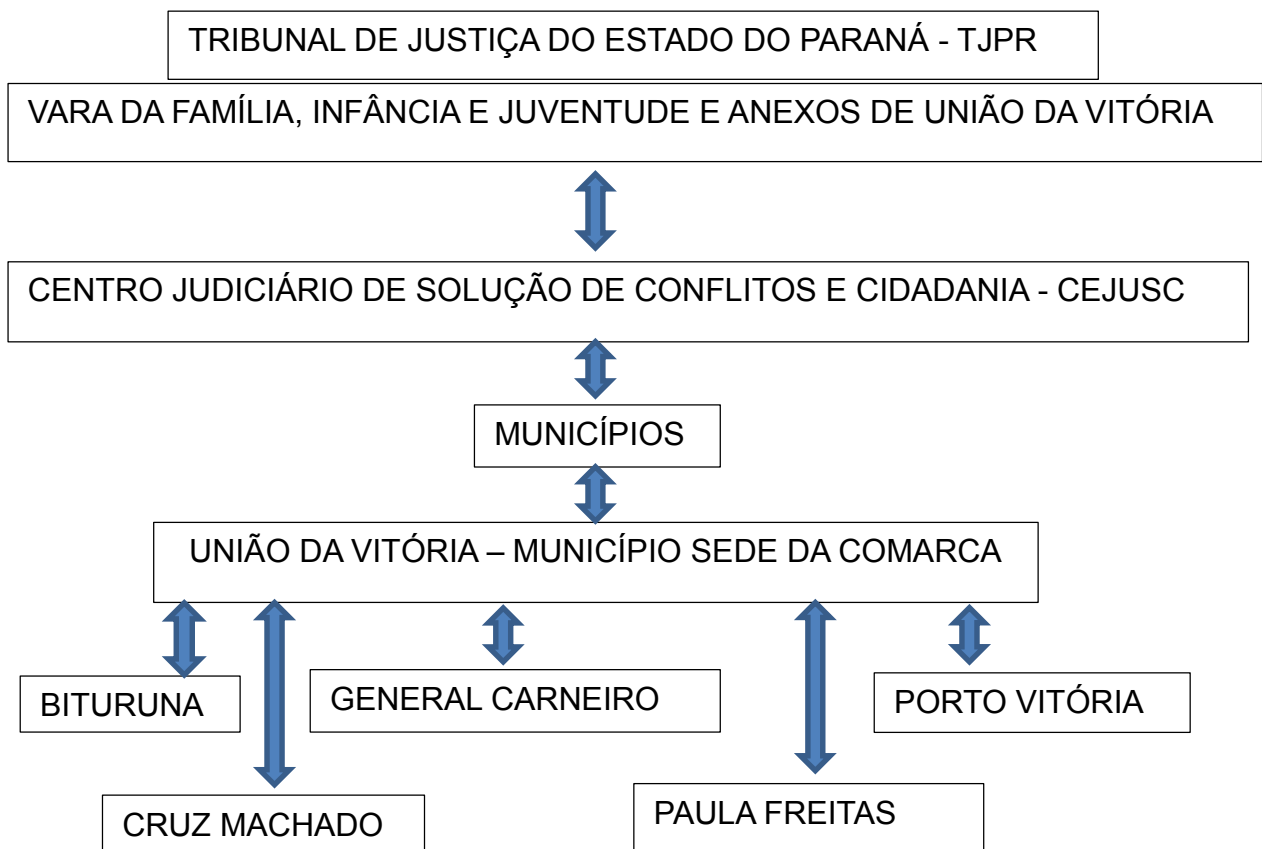 TRIBUNAL DE JUSTIÇA DO ESTADO DO PARANÁ - TJPR
VARA DA FAMÍLIA, INFÂNCIA E JUVENTUDE E ANEXOS DE UNIÃO DA VITÓRIA
CENTRO JUDICIÁRIO DE SOLUÇÃO DE CONFLITOS E CIDADANIA - CEJUSC
MUNICÍPIOS
UNIÃO DA VITÓRIA – MUNICÍPIO SEDE DA COMARCA
BITURUNA
GENERAL CARNEIRO
PORTO VITÓRIA
CRUZ MACHADO
PAULA FREITAS